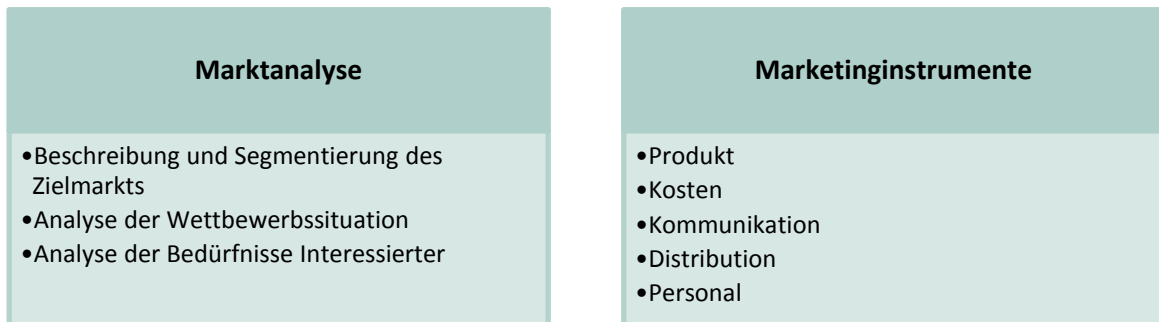 Marktanalyse
•Beschreibung und Segmentierung des
Zielmarkts
•Analyse der Wettbewerbssituation
•Analyse der Bedürfnisse Interessierter
Marketinginstrumente
•Produkt
•Kosten
•Kommunikation
•Distribution
•Personal